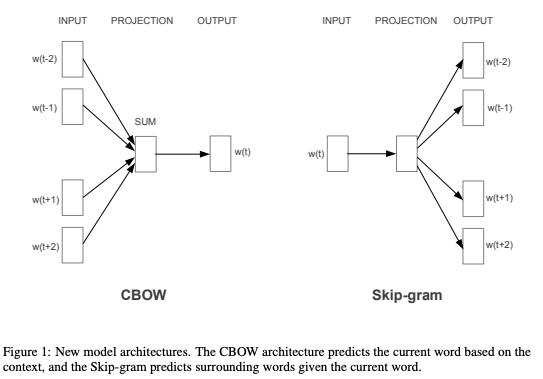 INPUT PROJECTION OUTPUT
w(t-2)
w(t-1)
SUM
w(t)
w(t+1)
w(t+2)
CBOW
INPUT PROJECTION OUTPUT
w(t-2)
w(t-1)
w(t)
w(t+1)
w(t+2)
Skip-gram
Figure 1: New model architectures. The CBOW architecture predicts the current word based on the
context, and the Skip-gram predicts surrounding words given the current word.